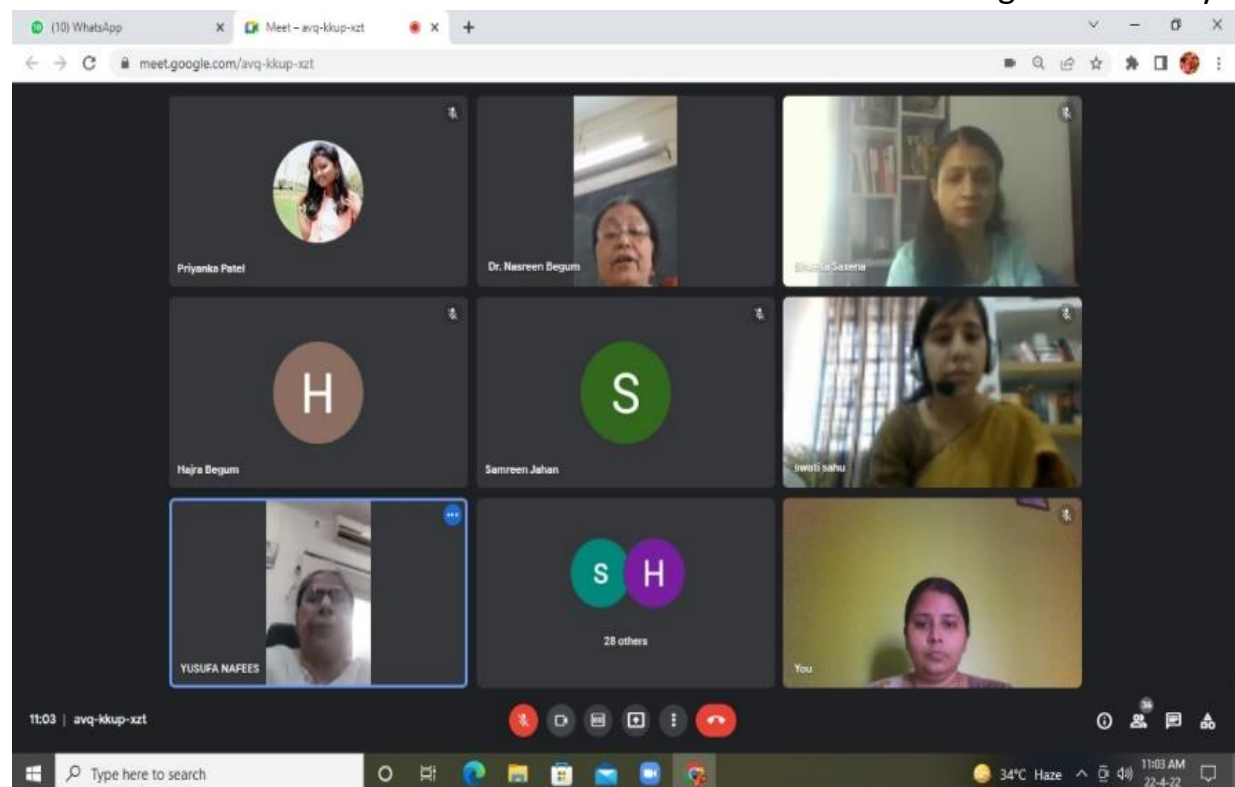 (10) WhatsApp
Meet – avq-kkup-xzt
meet.google.com/avq-kkup-xzt
Priyanka Patel
Dr. Nasreen Begum
Saxena
H
Hajra Begum
S
Samreen Jahan
swati sahu
YUSUFA NAFEES
S H
28 others
You
11:03 | avq-kkup-xzt
36
Type here to search
34°C Haze
11:03 AM
22-4-22